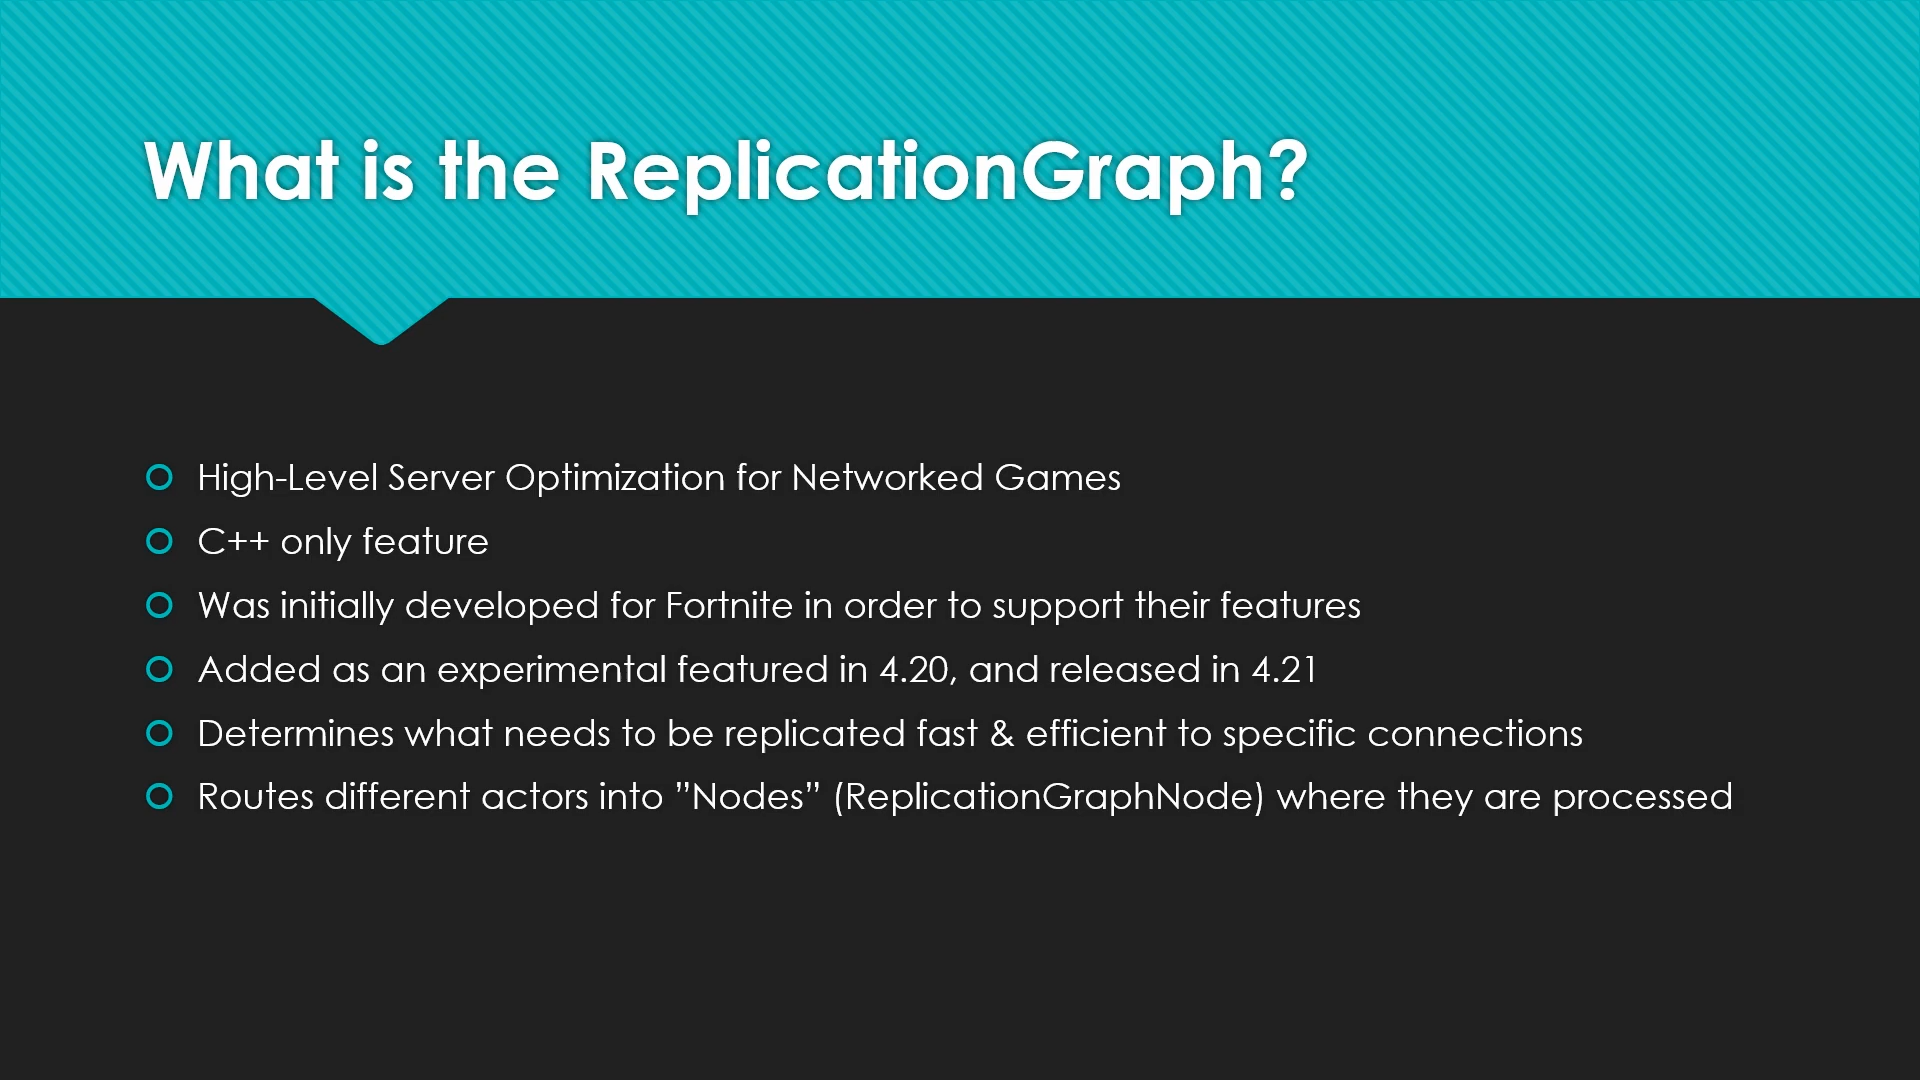 What is the ReplicationGraph?
High-Level Server Optimization for Networked Games
C++ only feature
Was initially developed for Fortnite in order to support their features
Added as an experimental featured in 4.20, and released in 4.21
Determines what needs to be replicated fast & efficient to specific connections
Routes different actors into ”Nodes” (ReplicationGraphNode) where they are processed